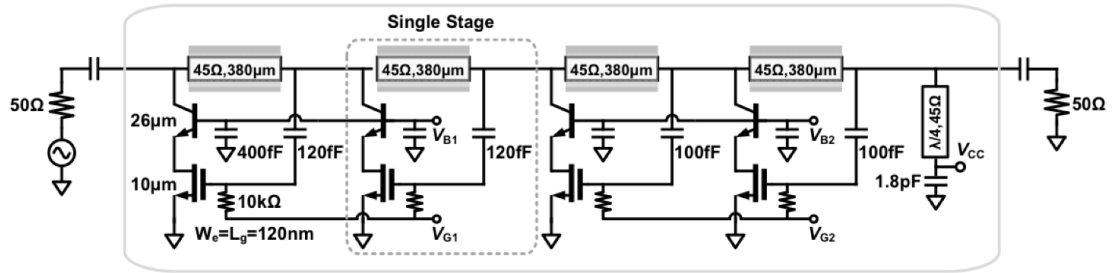 Single Stage
45Ω,380μm
45Ω,380μm
45Ω,380μm
45Ω,380μm
50Ω
50Ω
26μm
400fF
120fF
V_B1
120fF
100fF
V_B2
100fF
λ/4,45Ω
V_CC
1.8pF
10μm
10kΩ
W_e=L_g=120nm
V_G1
V_G2